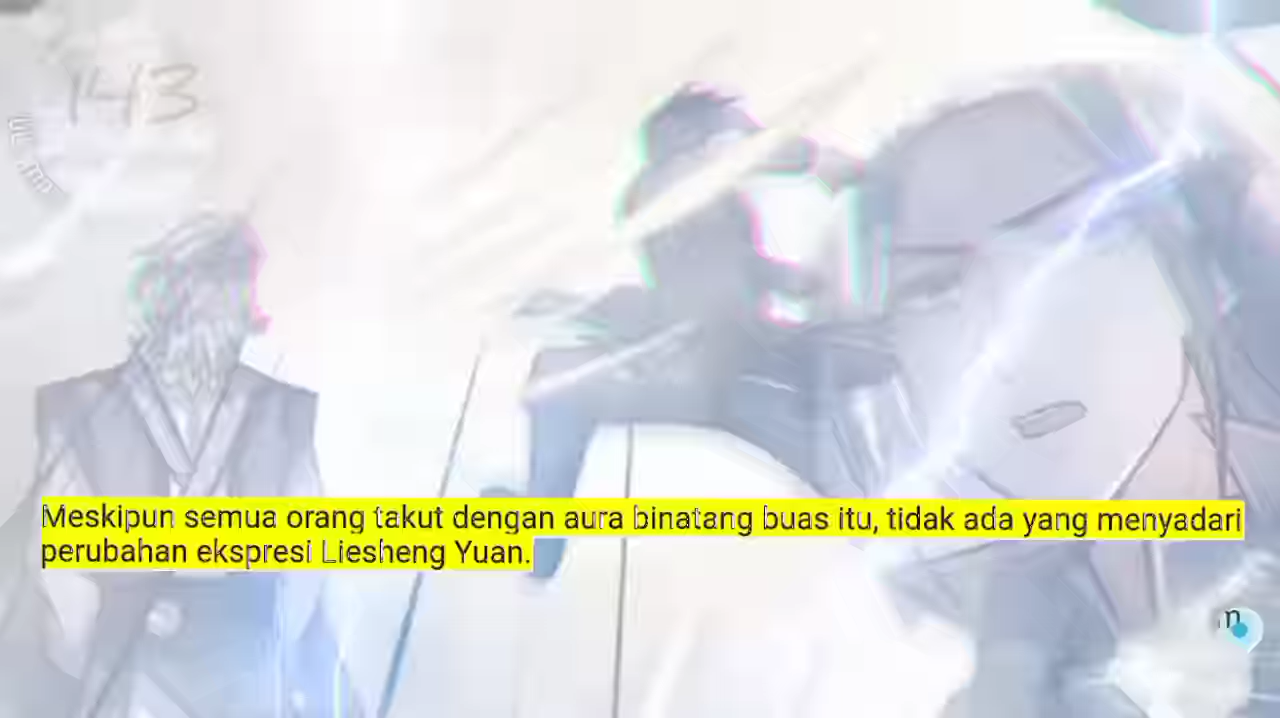 143
Meskipun semua orang takut dengan aura binatang buas itu, tidak ada yang menyadari
perubahan ekspresi Liesheng Yuan.
n